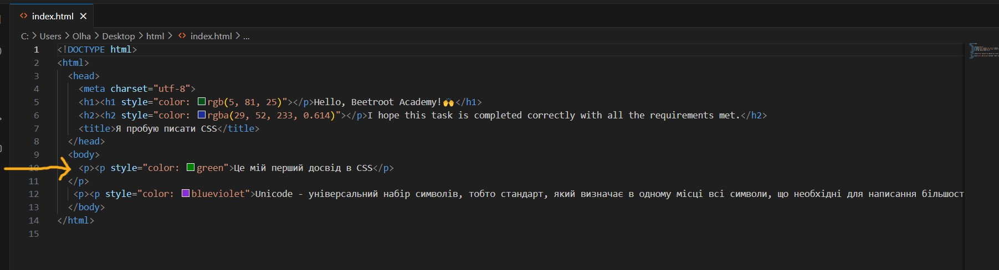 index.html
C: > Users > Olha > Desktop > html > <> index.html > ...
1 <!DOCTYPE html>
2 <html>
3 <head>
4 <meta charset="utf-8">
5 <h1><h1 style="color: rgb(5, 81, 25)"></p>Hello, Beetroot Academy!🙌</h1>
6 <h2><h2 style="color: rgba(29, 52, 233, 0.614)"></p>I hope this task is completed correctly with all the requirements met.</h2>
7 <title>Я пробую писати CSS</title>
8 </head>
9 <body>
10 <p><p style="color: green">Це мій перший досвід в CSS</p>
11 </p>
12 <p><p style="color: blueviolet">Unicode - універсальний набір символів, тобто стандарт, який визначає в одному місці всі символи, що необхідні для написання більшост
13 </body>
14 </html>
15